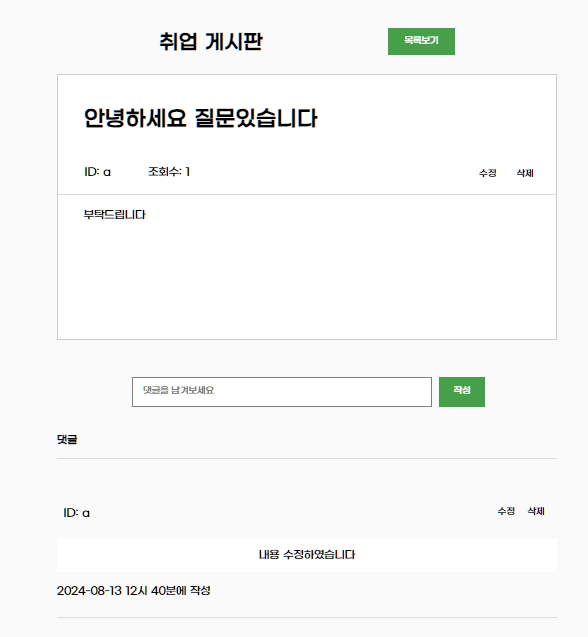 취업 게시판
목록보기
안녕하세요 질문있습니다
ID: a 조회수: 1 수정 삭제
부탁드립니다
댓글을 남겨보세요 작성
댓글
ID: a 수정 삭제
내용 수정하였습니다
2024-08-13 12시 40분에 작성